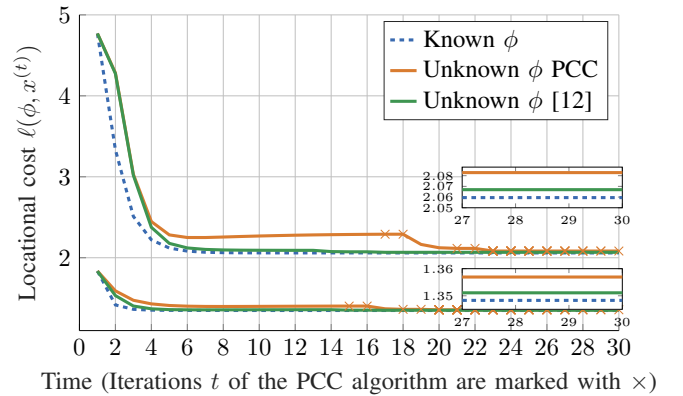 5
4
3
2
Locational cost ℓ(ϕ, x^(t))
Known ϕ
Unknown ϕ PCC
Unknown ϕ [12]
2.08
2.07
2.06
2.05
27 28 29 30
1.36
1.35
27 28 29 30
0 2 4 6 8 10 12 14 16 18 20 22 24 26 28 30
Time (Iterations t of the PCC algorithm are marked with ×)